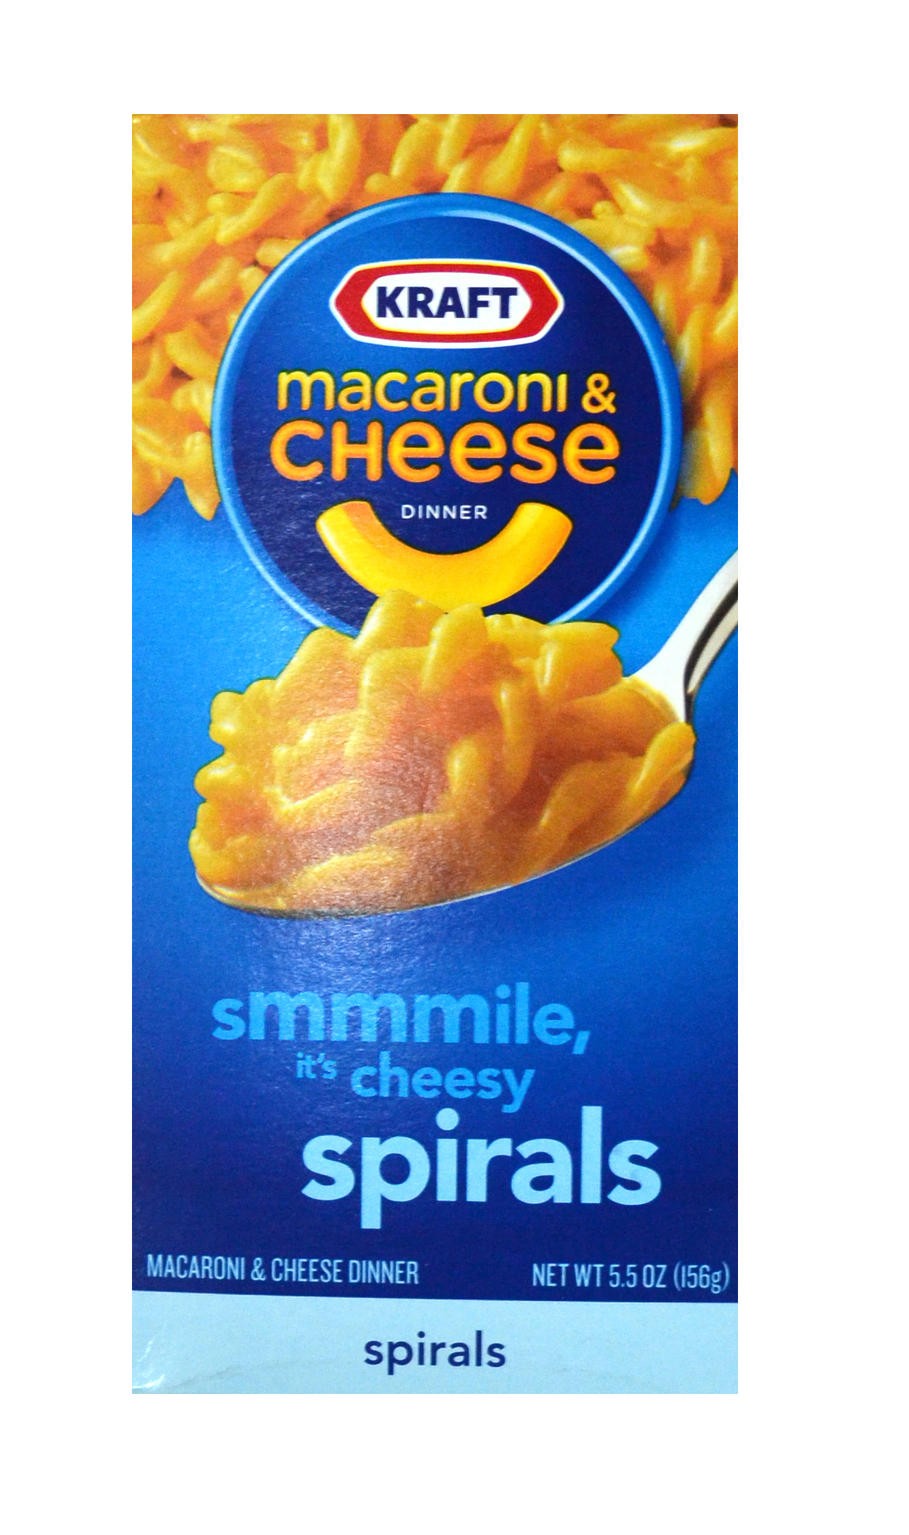 KRAFT
macaroni &
CHeese
DINNER
smmmile,
it's cheesy
spirals
MACARONI & CHEESE DINNER
NET WT 5.5 OZ (156g)
spirals